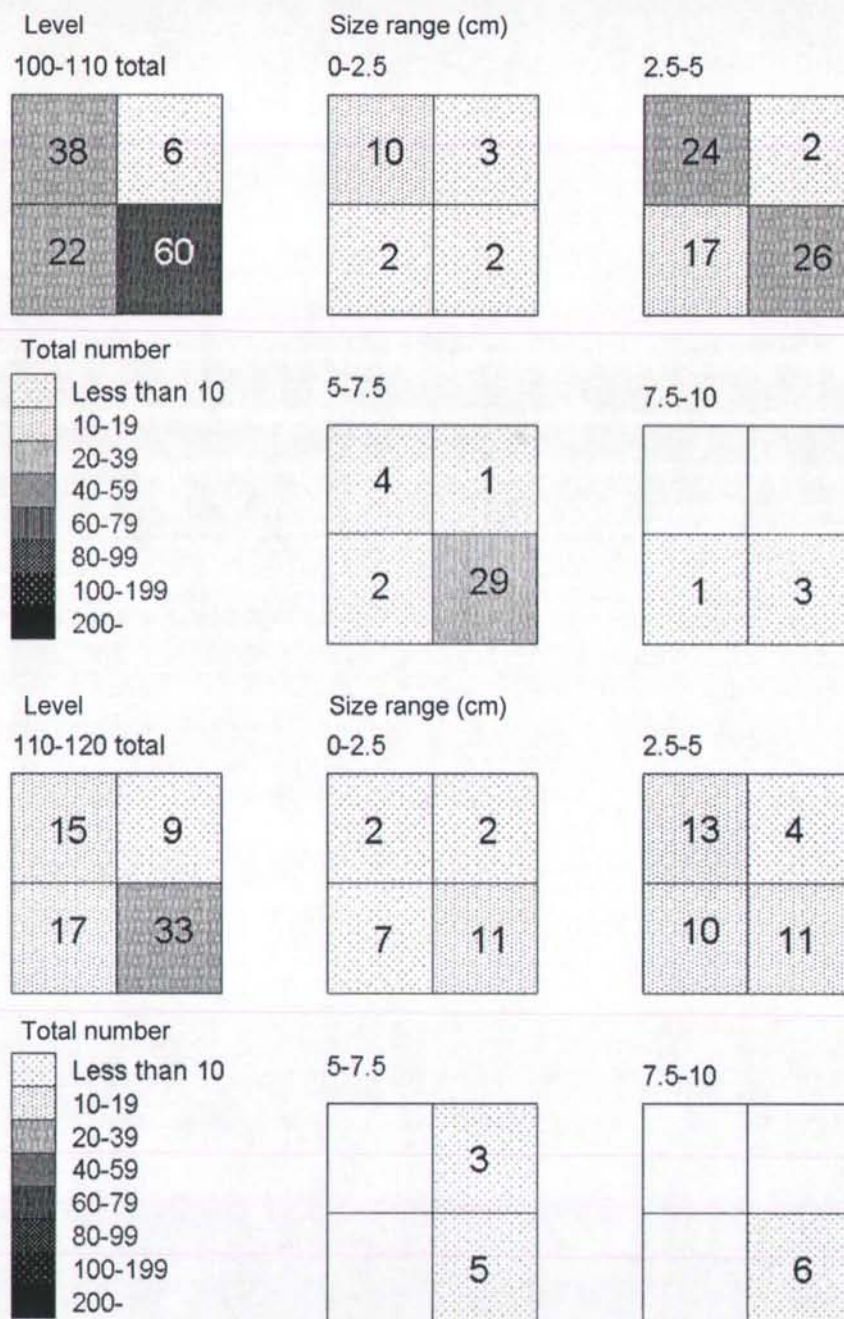 Level Size range (cm)
100-110 total 0-2.5 2.5-5
38 6 10 3 24 2
22 60 2 2 17 26
Total number
Less than 10 5-7.5 7.5-10
10-19
20-39 4 1
40-59
60-79
80-99 2 29 1 3
100-199
200-
Level Size range (cm)
110-120 total 0-2.5 2.5-5
15 9 2 2 13 4
17 33 7 11 10 11
Total number
Less than 10 5-7.5 7.5-10
10-19
20-39 3
40-59
60-79
80-99
100-199 5 6
200-